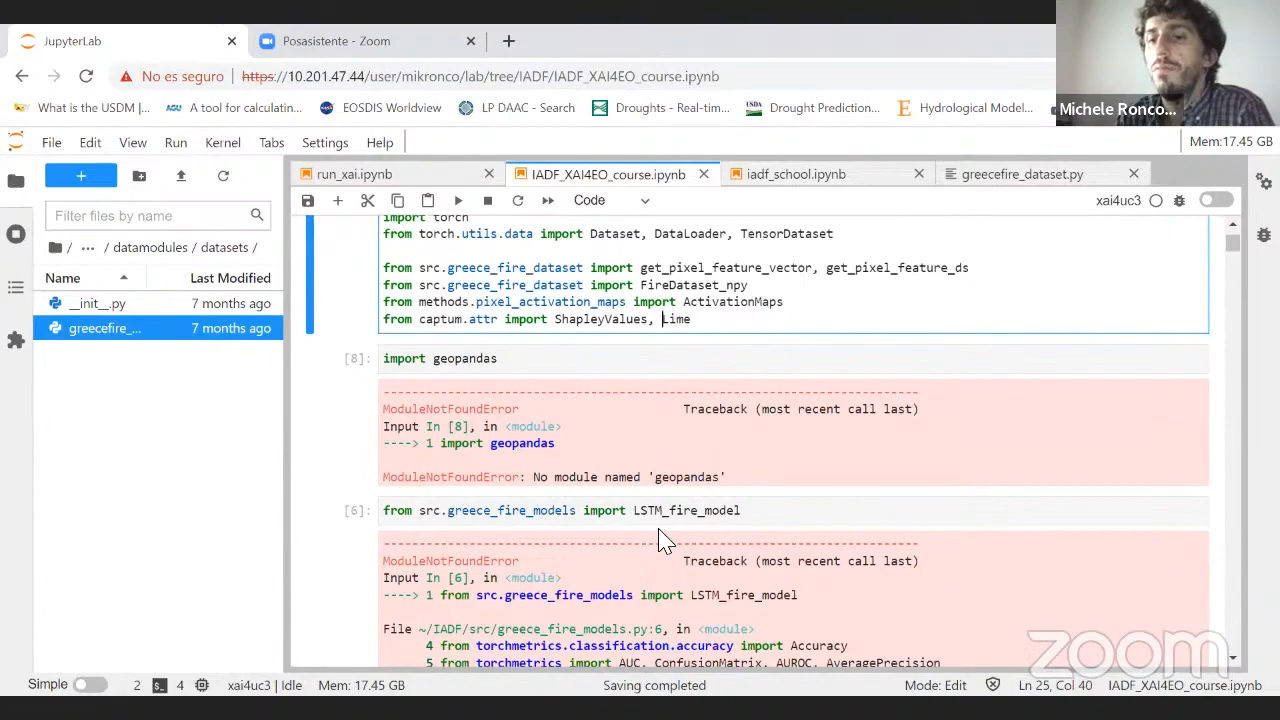 JupyterLab
Posasistente - Zoom
No es seguro
https://10.201.47.44/user/mikronco/lab/tree/IADF/IADF_XAI4EO_course.ipynb
What is the USDM |...
AGU
A tool for calculatin...
EOSDIS Worldview
LP DAAC - Search
Droughts - Real-tim...
USDA
Drought Prediction...
Hydrological Model...
Michele Ronco...
File Edit View Run Kernel Tabs Settings Help
Mem:17.45 GB
run_xai.ipynb
IADF_XAI4EO_course.ipynb
iadf_school.ipynb
greecefire_dataset.py
Filter files by name
/ ... / datamodules / datasets /
Name Last Modified
__init__.py 7 months ago
greecefire_... 7 months ago
Code
xai4uc3
import torch
from torch.utils.data import Dataset, DataLoader, TensorDataset
from src.greece_fire_dataset import get_pixel_feature_vector, get_pixel_feature_ds
from src.greece_fire_dataset import FireDataset_npy
from methods.pixel_activation_maps import ActivationMaps
from captum.attr import ShapleyValues, Lime
[8]: import geopandas
---------------------------------------------------------------------------
ModuleNotFoundError Traceback (most recent call last)
Input In [8], in <module>
----> 1 import geopandas
ModuleNotFoundError: No module named 'geopandas'
[6]: from src.greece_fire_models import LSTM_fire_model
---------------------------------------------------------------------------
ModuleNotFoundError Traceback (most recent call last)
Input In [6], in <module>
----> 1 from src.greece_fire_models import LSTM_fire_model
File ~/IADF/src/greece_fire_models.py:6, in <module>
4 from torchmetrics.classification.accuracy import Accuracy
5 from torchmetrics import AUC, ConfusionMatrix, AUROC, AveragePrecision
zoom
Simple 2 4 xai4uc3 | Idle Mem: 17.45 GB Saving completed Mode: Edit Ln 25, Col 40 IADF_XAI4EO_course.ipynb